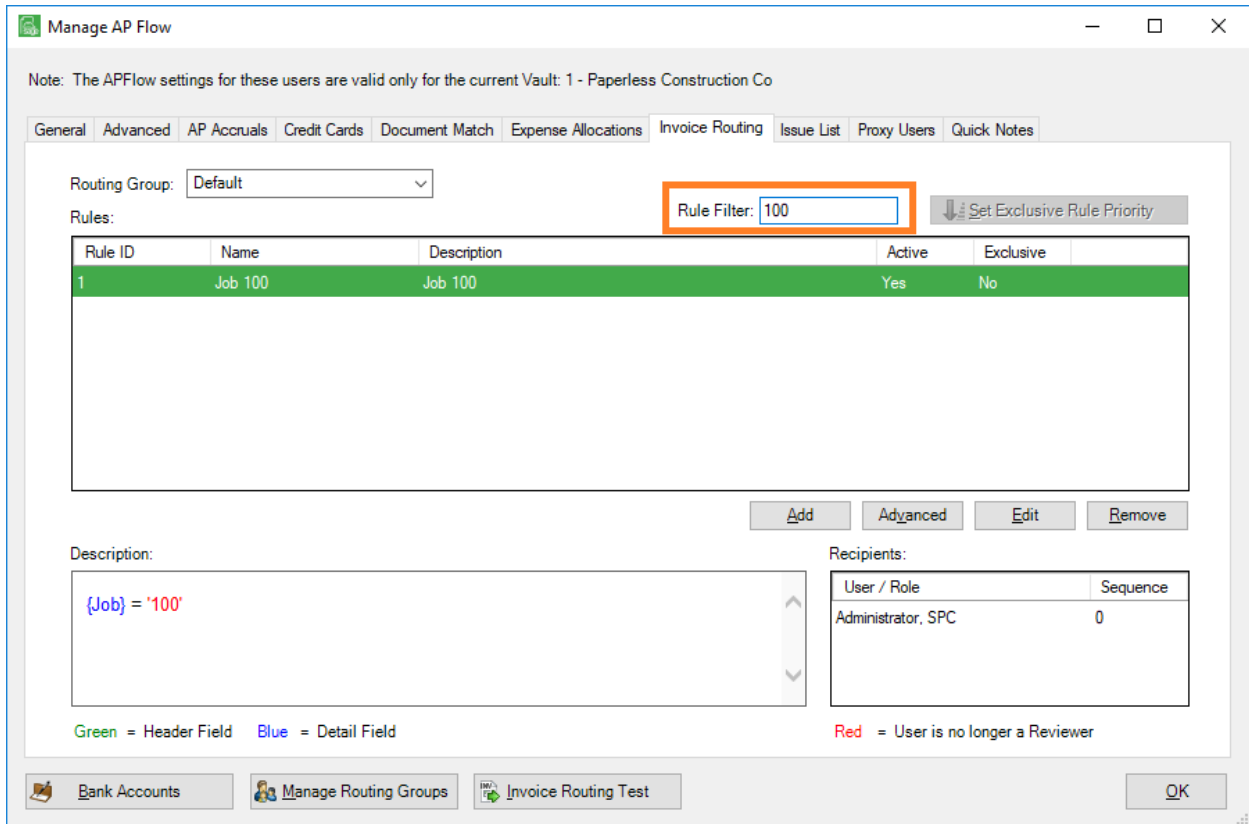 Manage AP Flow
Note: The APFlow settings for these users are valid only for the current Vault: 1 - Paperless Construction Co
General Advanced AP Accruals Credit Cards Document Match Expense Allocations Invoice Routing Issue List Proxy Users Quick Notes
Routing Group: Default
Rule Filter: 100 Set Exclusive Rule Priority
Rules:
Rule ID Name Description Active Exclusive
1 Job 100 Job 100 Yes No
Add Advanced Edit Remove
Description: Recipients:
User / Role Sequence
{Job} = '100'
Administrator, SPC 0
Green = Header Field Blue = Detail Field Red = User is no longer a Reviewer
Bank Accounts Manage Routing Groups Invoice Routing Test OK